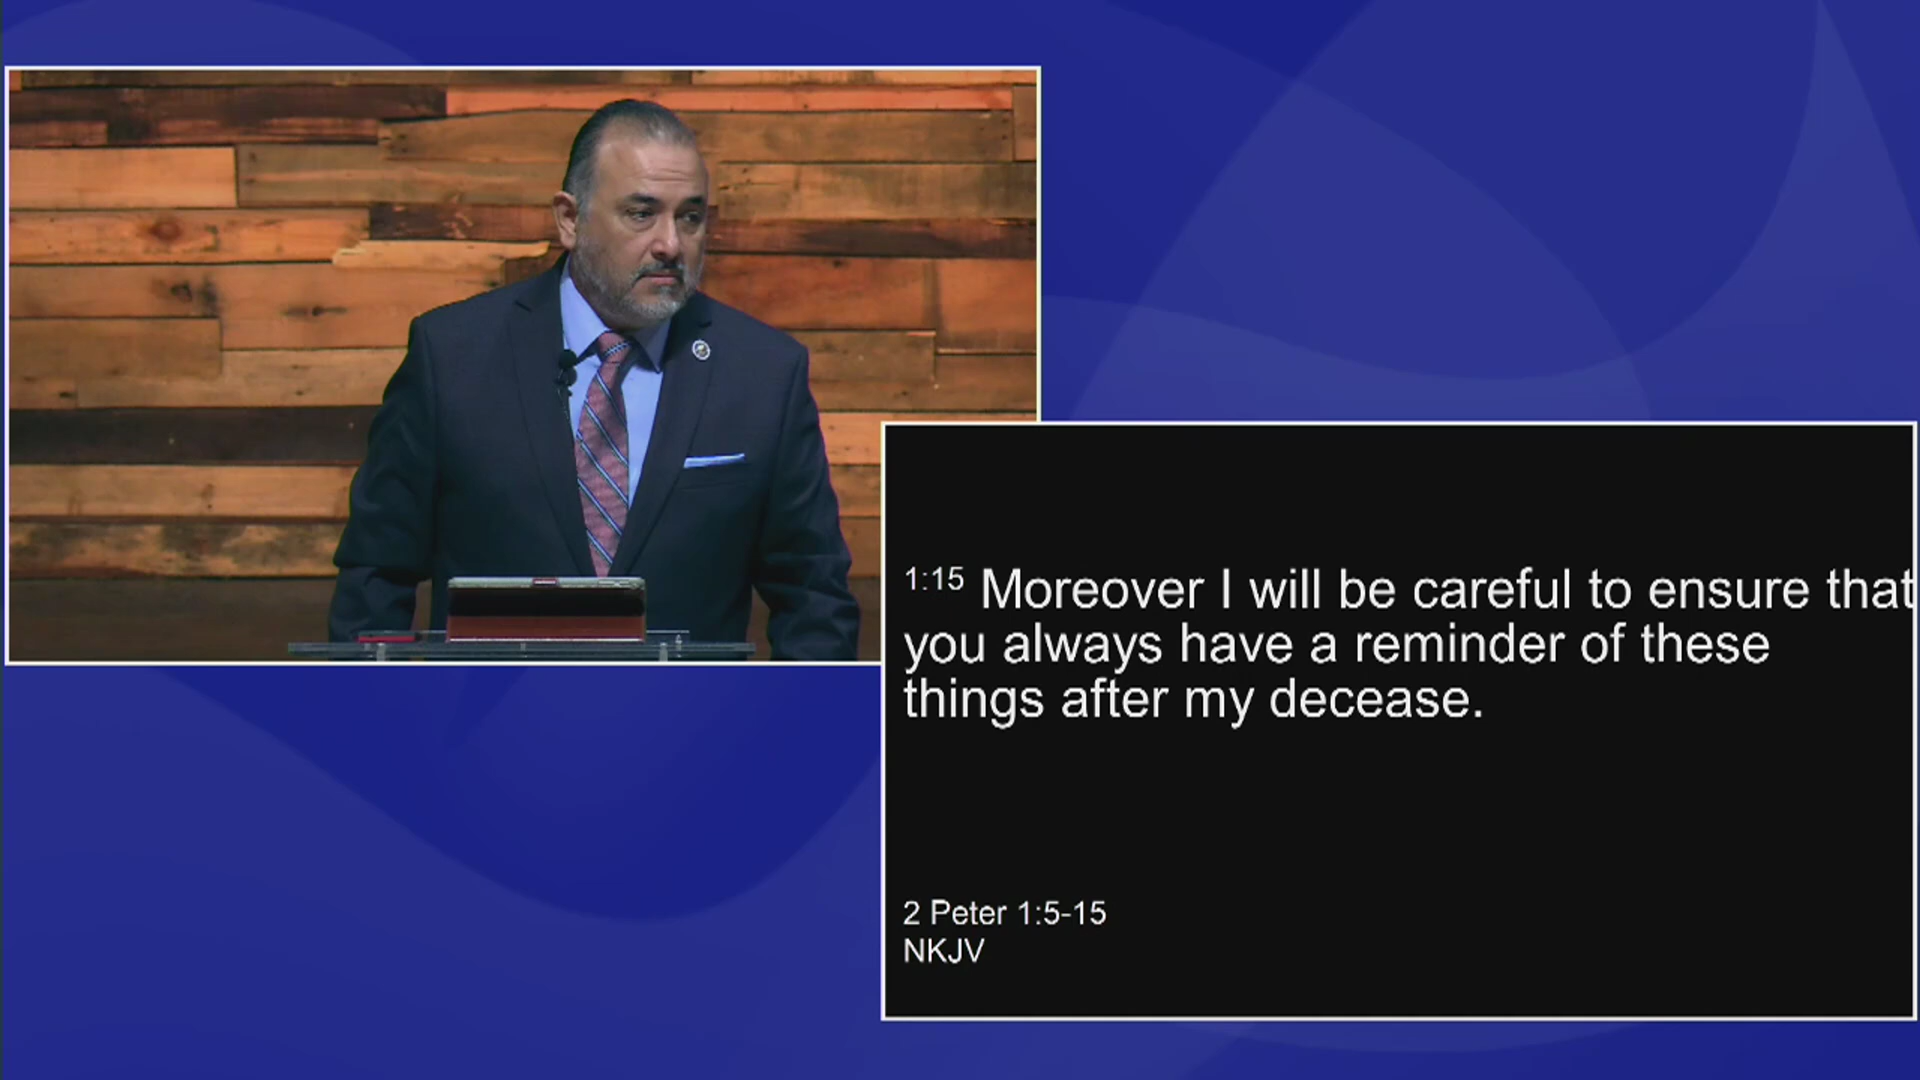 1:15 Moreover I will be careful to ensure that
you always have a reminder of these
things after my decease.
2 Peter 1:5-15
NKJV